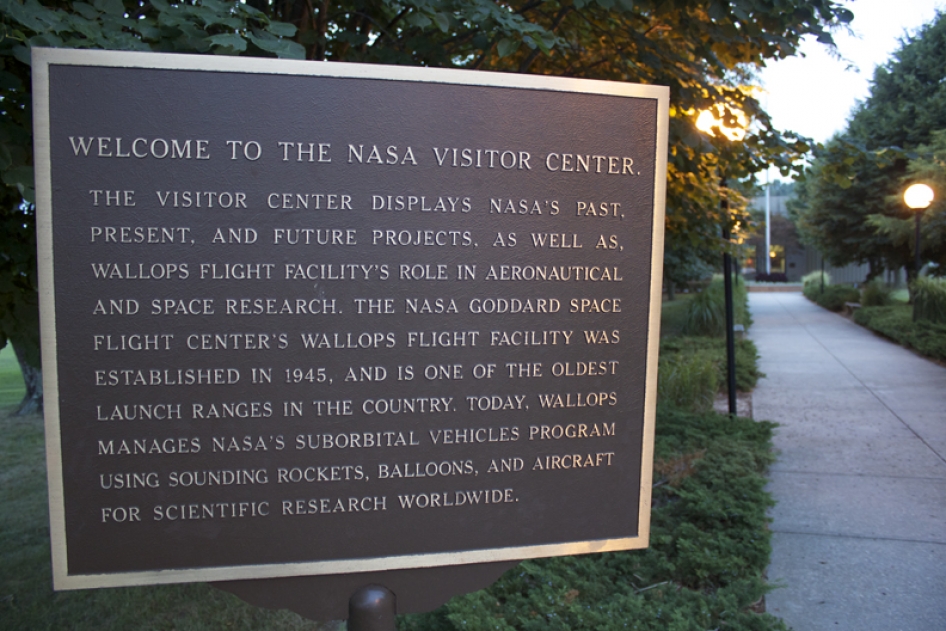 WELCOME TO THE NASA VISITOR CENTER.
THE VISITOR CENTER DISPLAYS NASA'S PAST,
PRESENT, AND FUTURE PROJECTS, AS WELL AS,
WALLOPS FLIGHT FACILITY'S ROLE IN AERONAUTICAL
AND SPACE RESEARCH. THE NASA GODDARD SPACE
FLIGHT CENTER'S WALLOPS FLIGHT FACILITY WAS
ESTABLISHED IN 1945, AND IS ONE OF THE OLDEST
LAUNCH RANGES IN THE COUNTRY. TODAY, WALLOPS
MANAGES NASA'S SUBORBITAL VEHICLES PROGRAM
USING SOUNDING ROCKETS, BALLOONS, AND AIRCRAFT
FOR SCIENTIFIC RESEARCH WORLDWIDE.